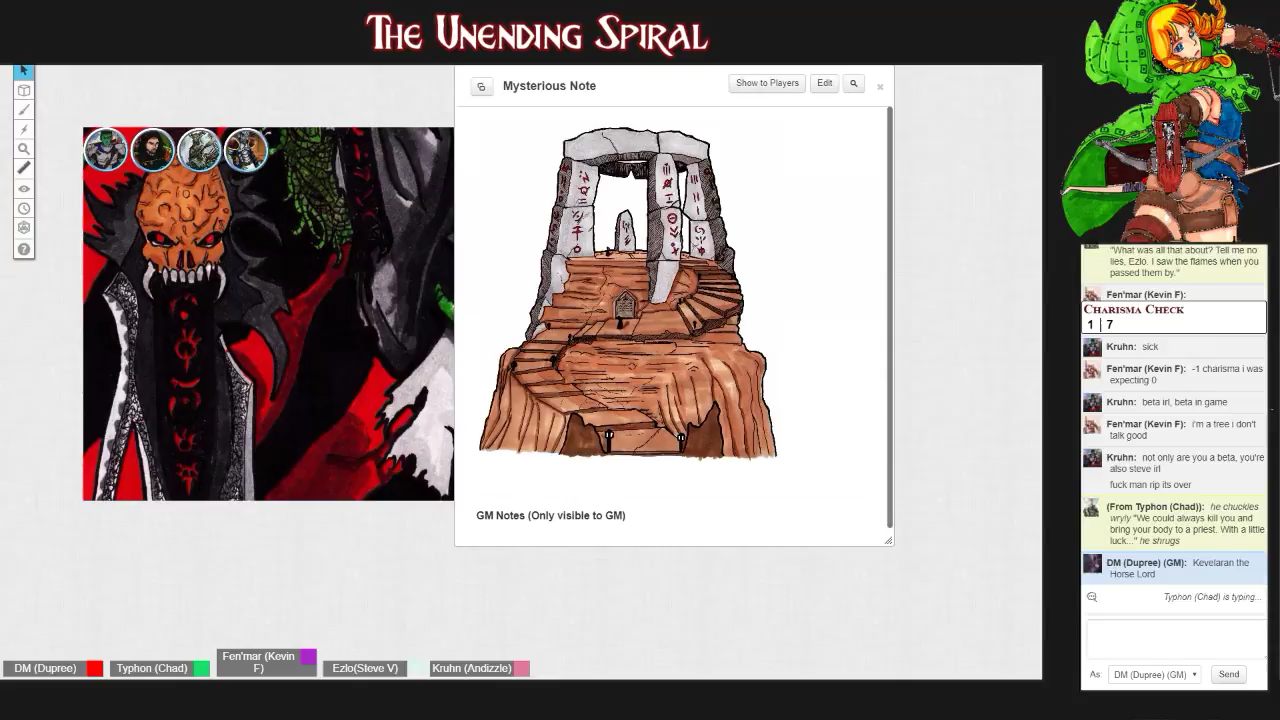 The Unending Spiral
Mysterious Note
Show to Players
Edit
GM Notes (Only visible to GM)
"What was all that about? Tell me no
lies, Ezlo. I saw the flames when you
passed them by."
Fen'mar (Kevin F):
Charisma Check
1 | 7
Kruhn: sick
Fen'mar (Kevin F): -1 charisma i was
expecting 0
Kruhn: beta irl, beta in game
Fen'mar (Kevin F): i'm a tree i don't
talk good
Kruhn: not only are you a beta, you're
also steve irl
fuck man rip its over
(From Typhon (Chad)): he chuckles
wryly "We could always kill you and
bring your body to a priest. With a little
luck..." he shrugs
DM (Dupree) (GM): Kevelaran the
Horse Lord
Typhon (Chad) is typing...
As:
DM (Dupree) (GM)
Send
DM (Dupree)
Typhon (Chad)
Fen'mar (Kevin
F)
Ezlo(Steve V)
Kruhn (Andizzle)